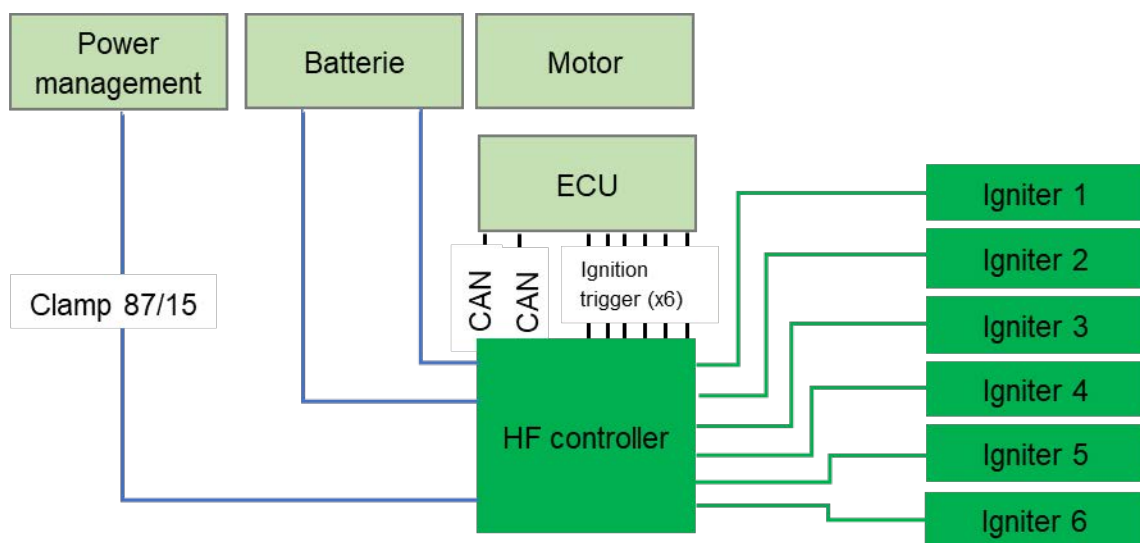 Power
management
Batterie
Motor
ECU
Igniter 1
Igniter 2
Igniter 3
Igniter 4
Igniter 5
Igniter 6
Clamp 87/15
CAN
CAN
Ignition
trigger (x6)
HF controller